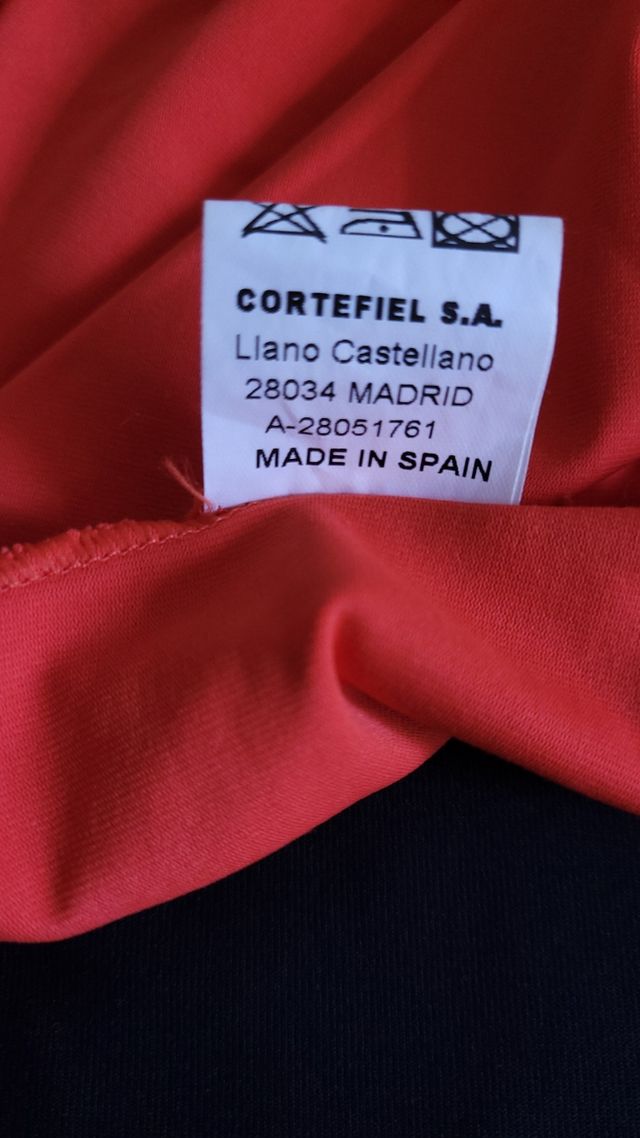 CORTEFIEL S.A.
Llano Castellano
28034 MADRID
A-28051761
MADE IN SPAIN